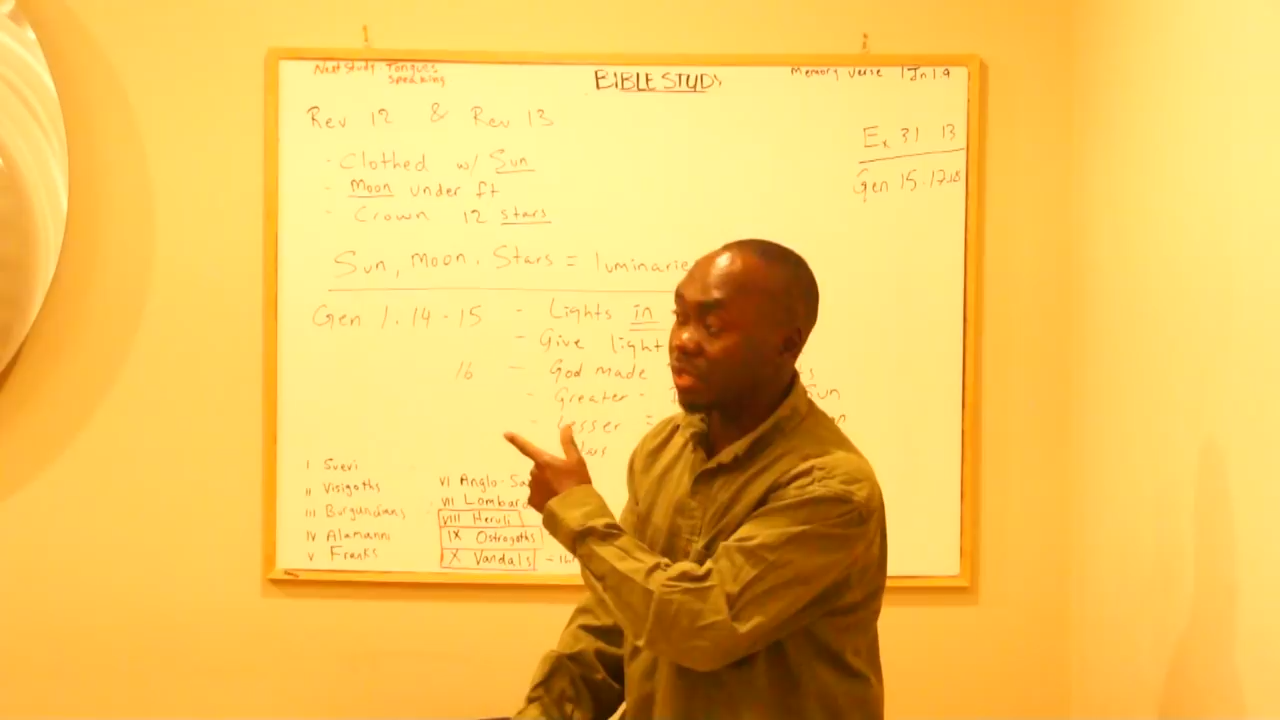 Next Study: Tongues
Speaking
BIBLE STUDY
Memory Verse 1 Jn 1.9
Rev 12 & Rev 13
Ex 31 13
Gen 15.17,18
- Clothed w/ Sun
- Moon under ft
- Crown 12 stars
Sun, Moon, Stars = luminarie
Gen 1.14-15 - Lights in
- Give light
16 - God made
- Greater - Sun
- Lesser =
I Suevi
II Visigoths
III Burgundians
IV Alamanni
V Franks
VI Anglo-Sa
VII Lombard
VIII Heruli
IX Ostrogoths
X Vandals